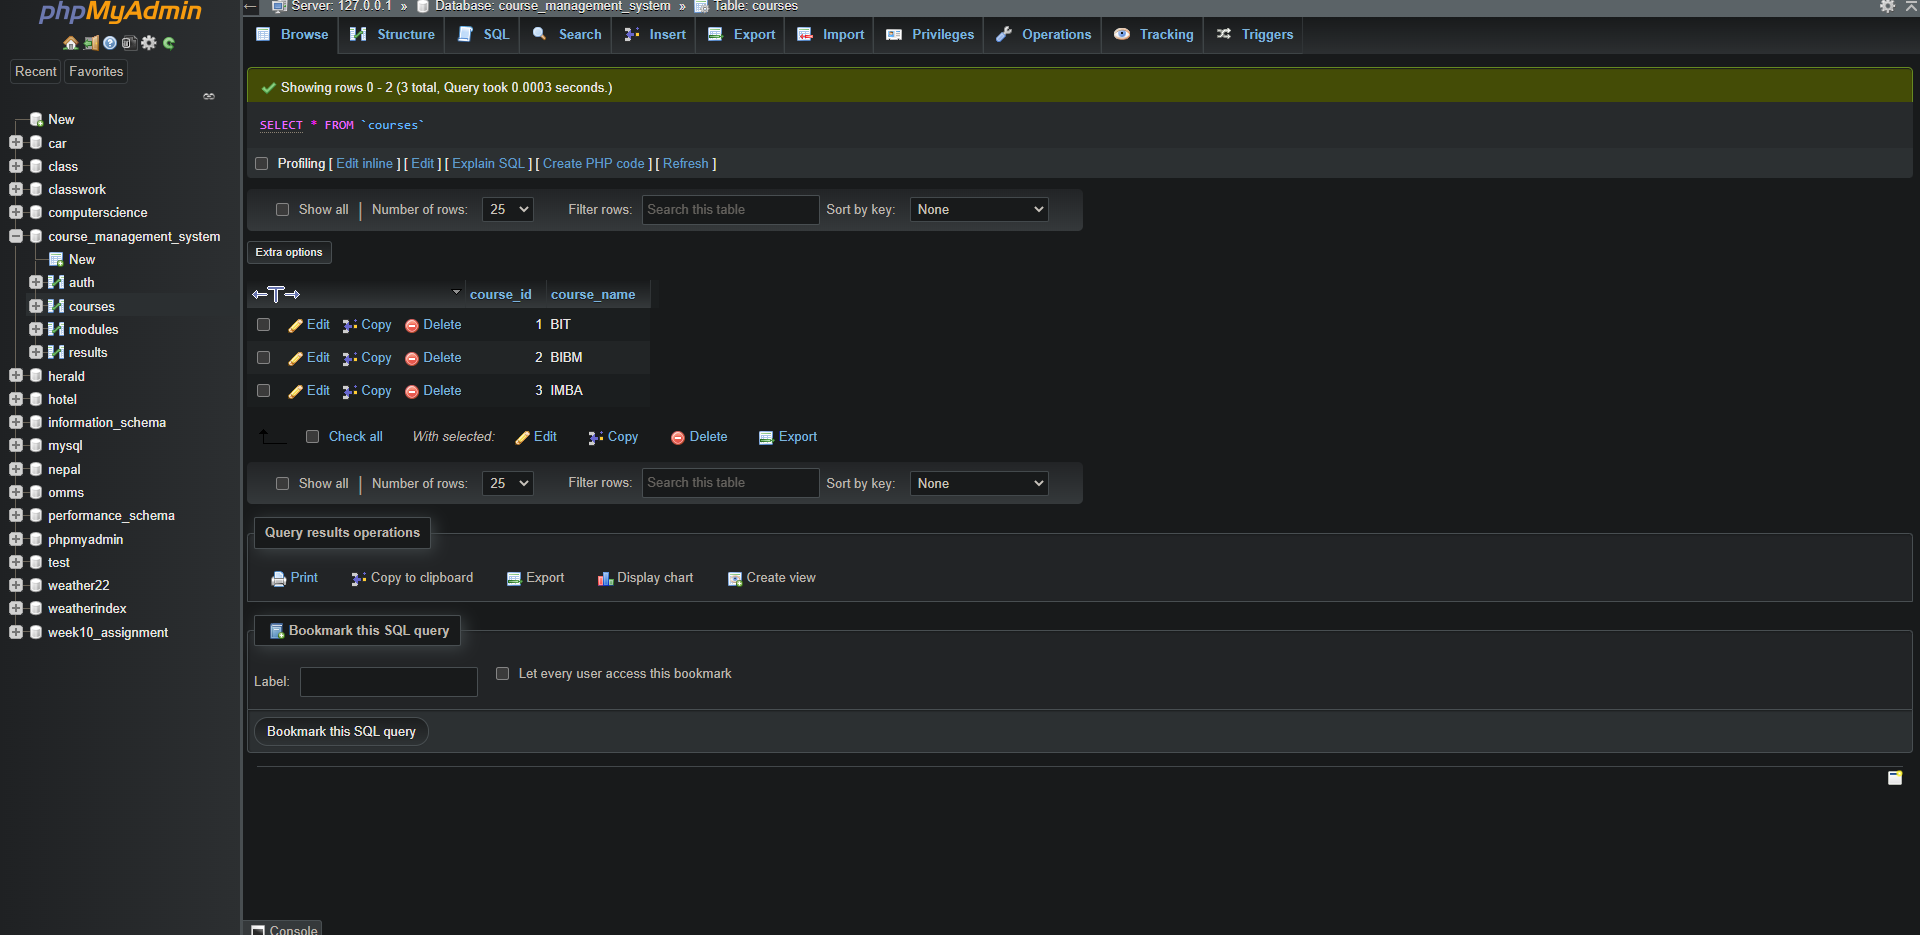 phpMyAdmin
Recent Favorites
New
car
class
classwork
computerscience
course_management_system
New
auth
courses
modules
results
herald
hotel
information_schema
mysql
nepal
omms
performance_schema
phpmyadmin
test
weather22
weatherindex
week10_assignment
Server: 127.0.0.1 » Database: course_management_system » Table: courses
Browse Structure SQL Search Insert Export Import Privileges Operations Tracking Triggers
Showing rows 0 - 2 (3 total, Query took 0.0003 seconds.)
SELECT * FROM `courses`
Profiling [ Edit inline ] [ Edit ] [ Explain SQL ] [ Create PHP code ] [ Refresh ]
Show all | Number of rows: 25 Filter rows: Search this table Sort by key: None
Extra options
course_id course_name
Edit Copy Delete 1 BIT
Edit Copy Delete 2 BIBM
Edit Copy Delete 3 IMBA
Check all With selected: Edit Copy Delete Export
Show all | Number of rows: 25 Filter rows: Search this table Sort by key: None
Query results operations
Print Copy to clipboard Export Display chart Create view
Bookmark this SQL query
Label: Let every user access this bookmark
Bookmark this SQL query
Console